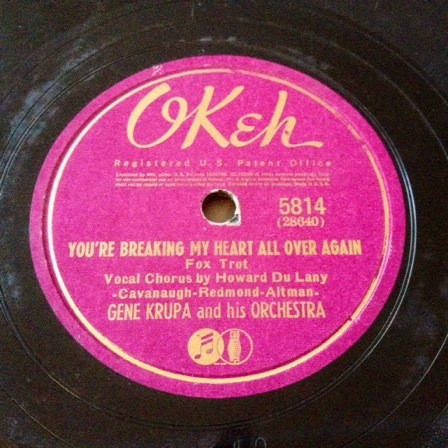 OKeh
Registered U.S. Patent Office
5814
(28640)
YOU'RE BREAKING MY HEART ALL OVER AGAIN
Fox Trot
Vocal Chorus by Howard Du Lany
-Cavanaugh-Redmond-Altman-
GENE KRUPA and his ORCHESTRA